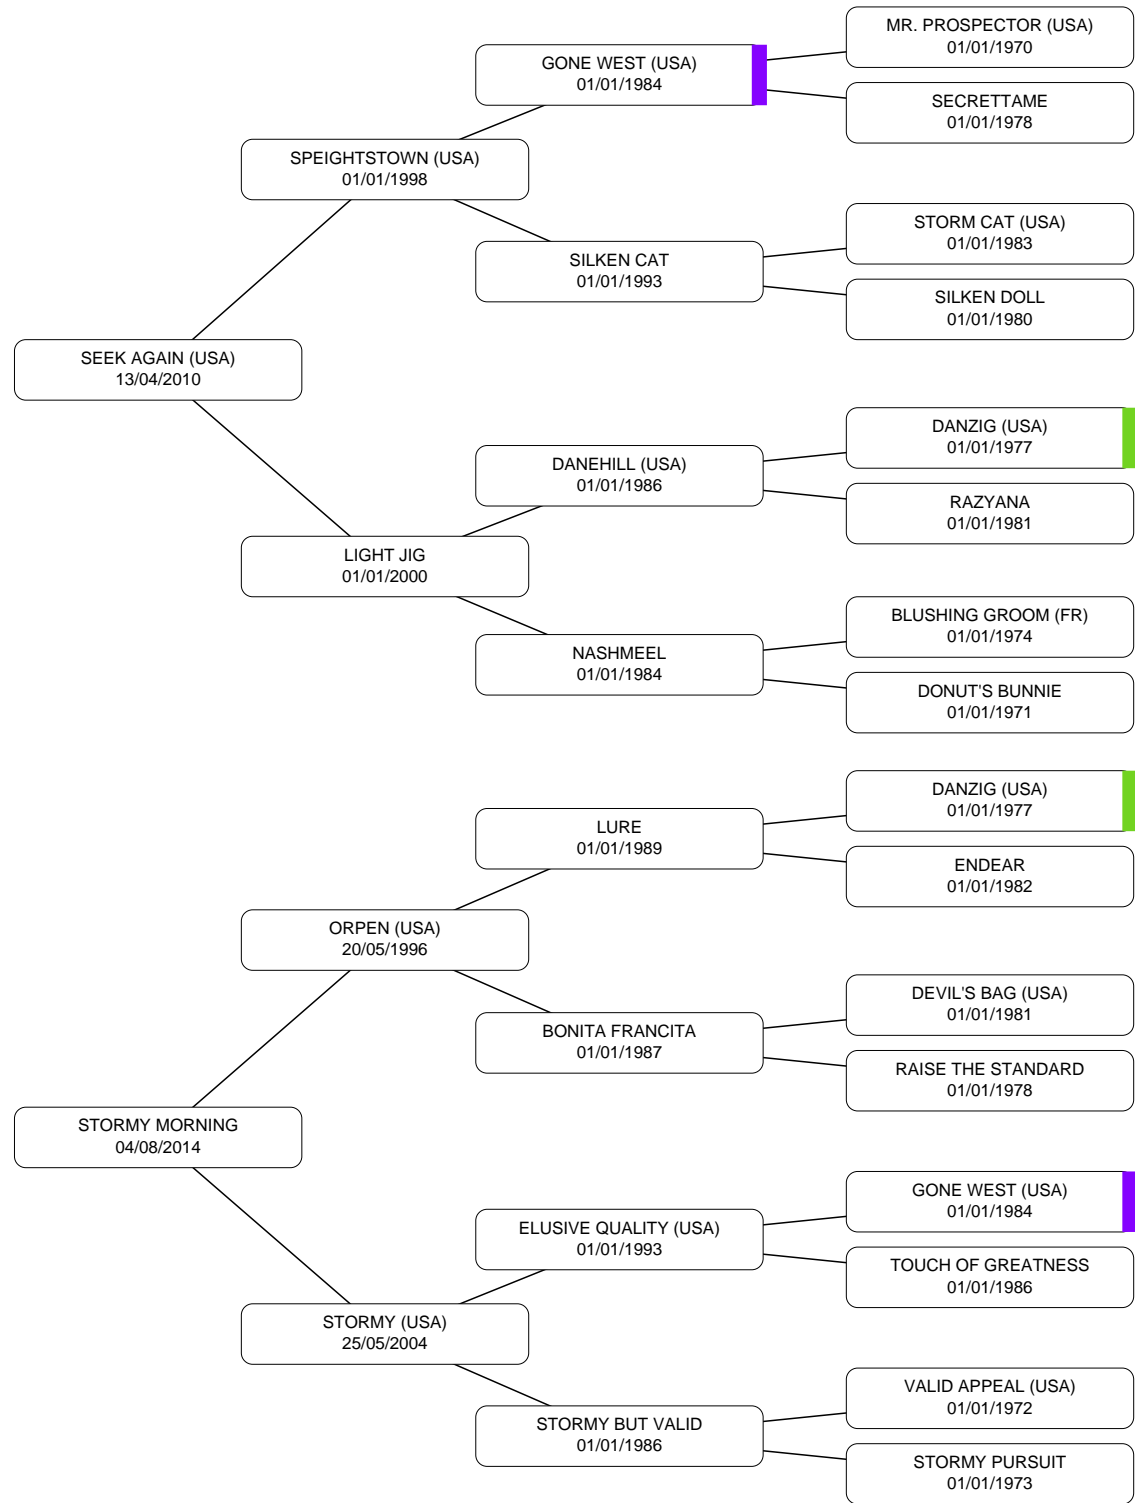 MR. PROSPECTOR (USA)
01/01/1970
GONE WEST (USA)
01/01/1984
SECRETTAME
01/01/1978
SPEIGHTSTOWN (USA)
01/01/1998
STORM CAT (USA)
01/01/1983
SILKEN CAT
01/01/1993
SILKEN DOLL
01/01/1980
SEEK AGAIN (USA)
13/04/2010
DANZIG (USA)
01/01/1977
DANEHILL (USA)
01/01/1986
RAZYANA
01/01/1981
LIGHT JIG
01/01/2000
BLUSHING GROOM (FR)
01/01/1974
NASHMEEL
01/01/1984
DONUT'S BUNNIE
01/01/1971
DANZIG (USA)
01/01/1977
LURE
01/01/1989
ENDEAR
01/01/1982
ORPEN (USA)
20/05/1996
DEVIL'S BAG (USA)
01/01/1981
BONITA FRANCITA
01/01/1987
RAISE THE STANDARD
01/01/1978
STORMY MORNING
04/08/2014
GONE WEST (USA)
01/01/1984
ELUSIVE QUALITY (USA)
01/01/1993
TOUCH OF GREATNESS
01/01/1986
STORMY (USA)
25/05/2004
VALID APPEAL (USA)
01/01/1972
STORMY BUT VALID
01/01/1986
STORMY PURSUIT
01/01/1973